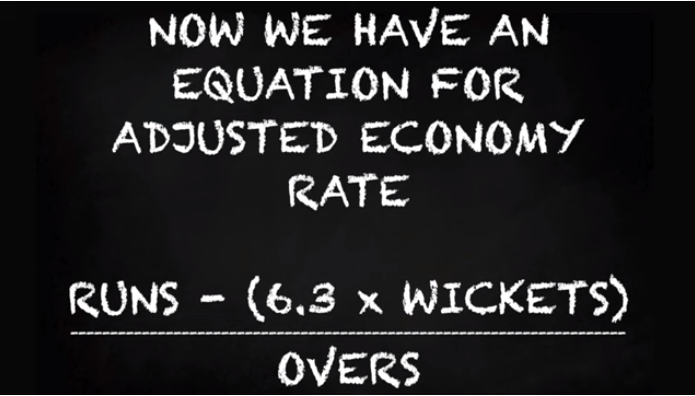 NOW WE HAVE AN
EQUATION FOR
ADJUSTED ECONOMY
RATE
RUNS - (6.3 x WICKETS)
OVERS